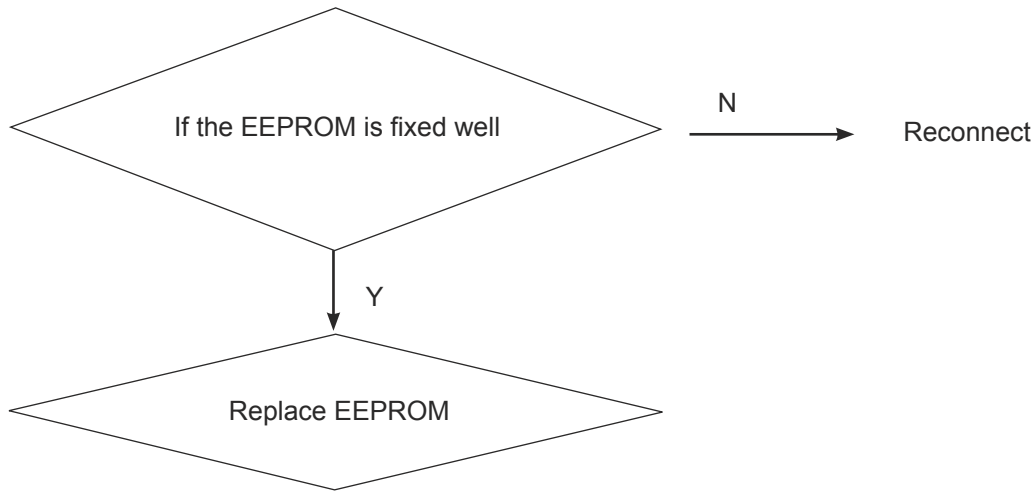 If the EEPROM is fixed well
N
Reconnect
Y
Replace EEPROM